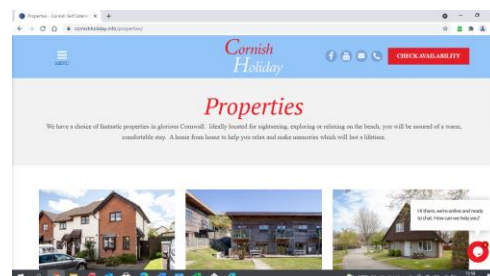 Properties - Cornish Self Cater
cornishholiday.info/properties/
MENU
Cornish
Holiday
CHECK AVAILABILITY
Properties
We have a choice of fantastic properties in glorious Cornwall. Ideally located for sightseeing, exploring or relaxing on the beach, you will be assured of a warm,
comfortable stay. A home from home to help you relax and make memories which will last a lifetime.
Hi there, we're online and ready
to chat. How can we help you?